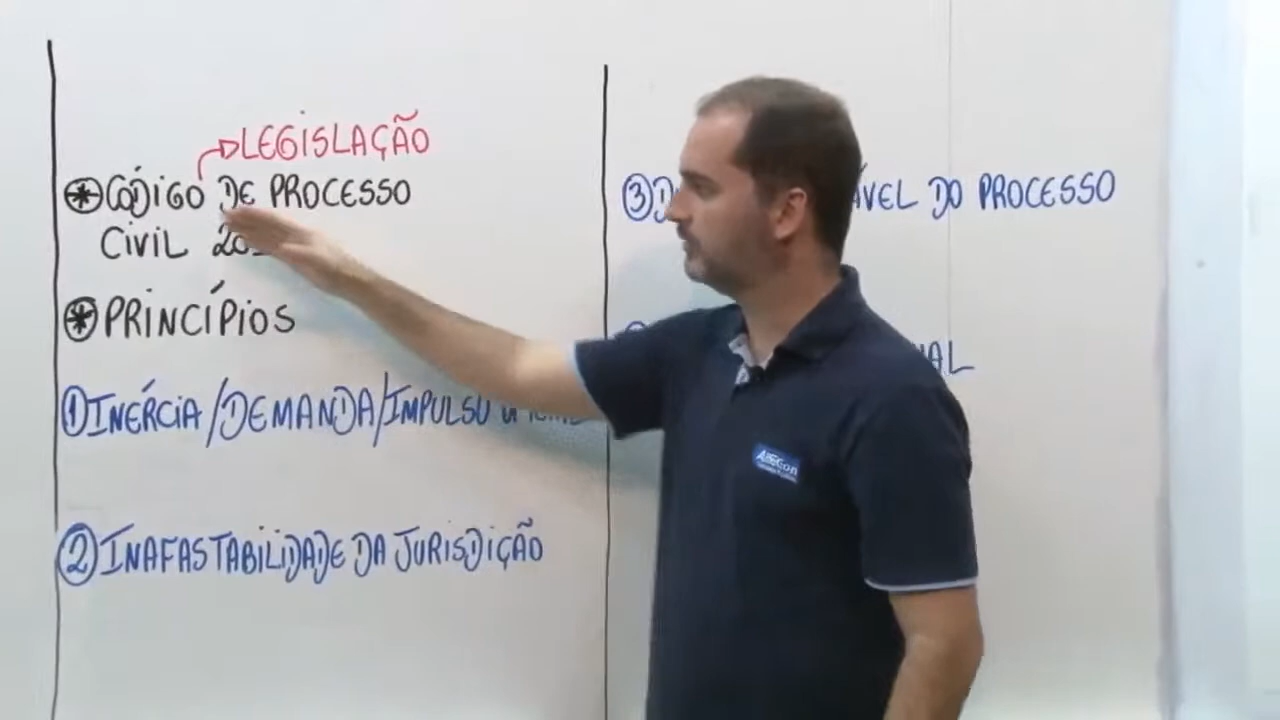 LEGISLAÇÃO
CÓDIGO DE PROCESSO
CIVIL
PRINCÍPIOS
① INÉRCIA / DEMANDA / IMPULSO
② INAFASTABILIDADE DA JURISDIÇÃO
③ DO PROCESSO